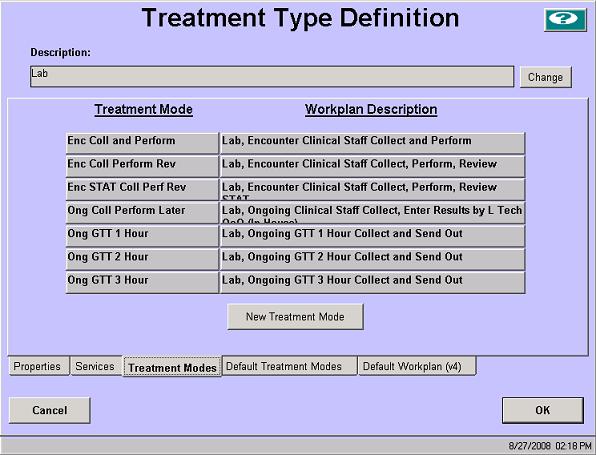 Treatment Type Definition
?
Description:
Lab
Change
Treatment Mode Workplan Description
Enc Coll and Perform Lab, Encounter Clinical Staff Collect and Perform
Enc Coll Perform Rev Lab, Encounter Clinical Staff Collect, Perform, Review
Enc STAT Coll Perf Rev Lab, Encounter Clinical Staff Collect, Perform, Review
STAT
Ong Coll Perform Later Lab, Ongoing Clinical Staff Collect, Enter Results by L Tech
(In House)
Ong GTT 1 Hour Lab, Ongoing GTT 1 Hour Collect and Send Out
Ong GTT 2 Hour Lab, Ongoing GTT 2 Hour Collect and Send Out
Ong GTT 3 Hour Lab, Ongoing GTT 3 Hour Collect and Send Out
New Treatment Mode
Properties Services Treatment Modes Default Treatment Modes Default Workplan (v4)
Cancel OK
8/27/2008 02:18 PM